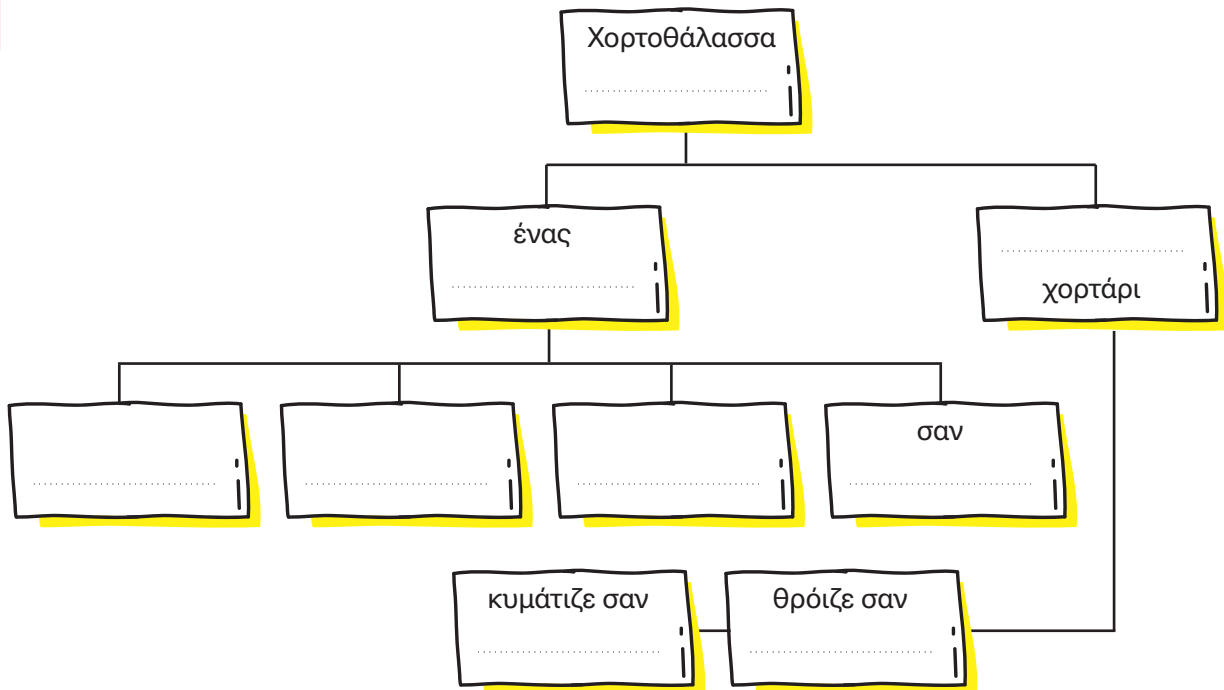 Χορτοθάλασσα
ένας
χορτάρι
σαν
κυμάτιζε σαν
θρόιζε σαν